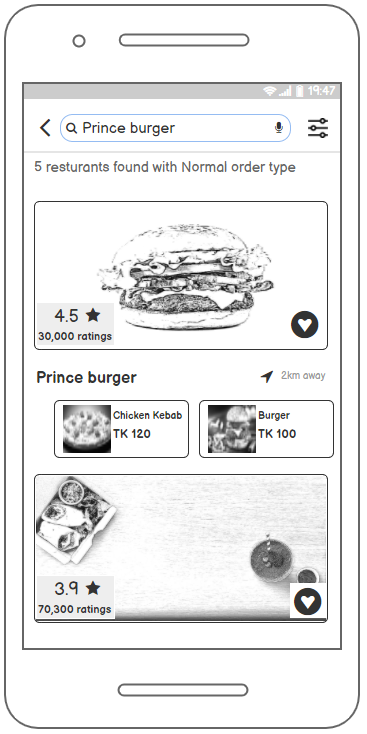 19:47
Prince burger
5 resturants found with Normal order type
4.5
30,000 ratings
Prince burger
2km away
Chicken Kebab
TK 120
Burger
TK 100
3.9
70,300 ratings